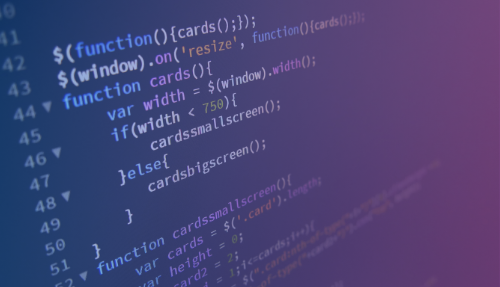 41
42 $(function(){cards();});
43 $(window).on('resize', function(){cards();});
44 ▼ function cards(){
45 var width = $(window).width();
46 ▼ if(width < 750){
47 cardssmallscreen();
48 ▼ }else{
49 cardsbigscreen();
50 }
51 }
52 ▼ function cardssmallscreen(){
var cards = $('.card').length;
var height = 0;
card2 = 2;
= 1;i<=cards;i++){